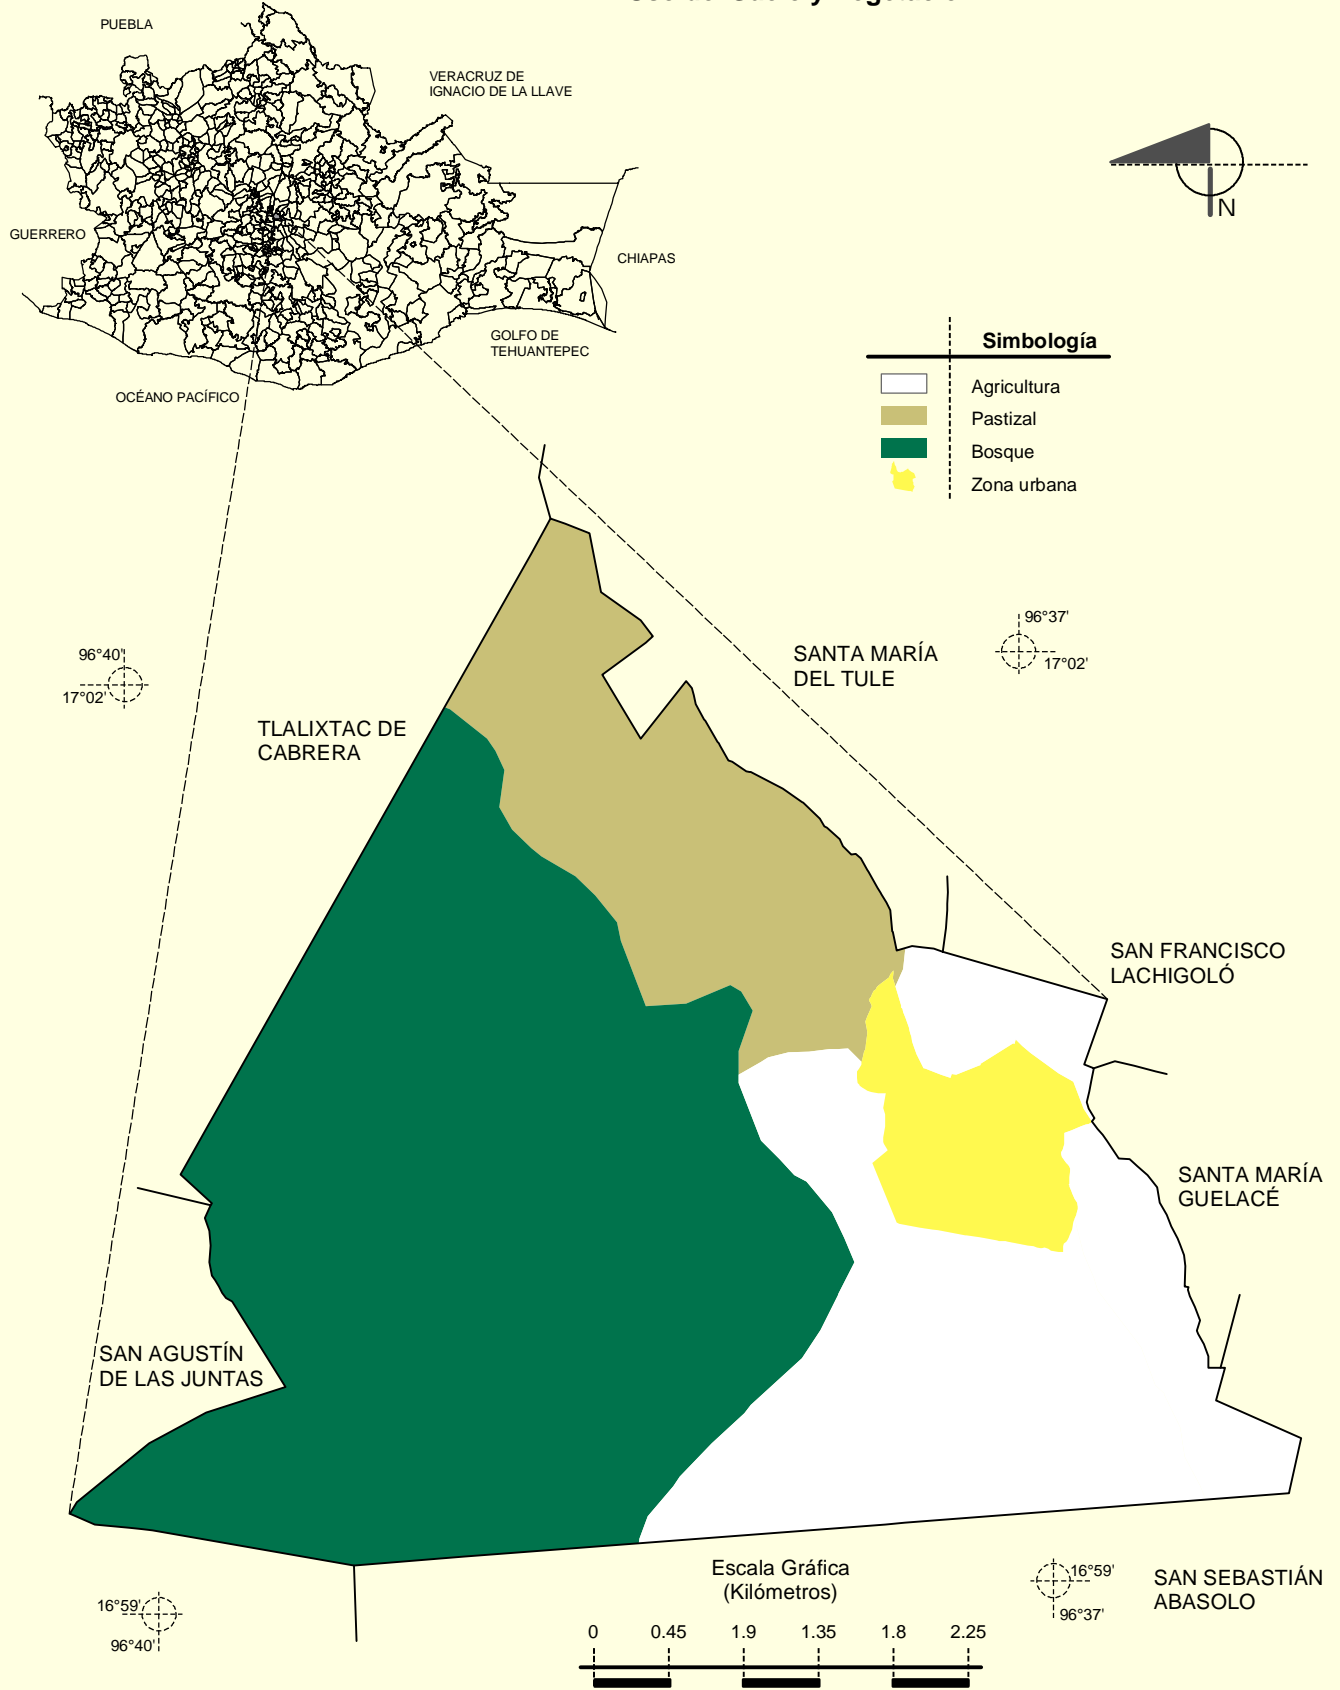 PUEBLA
VERACRUZ DE
IGNACIO DE LA LLAVE
GUERRERO
CHIAPAS
GOLFO DE
TEHUANTEPEC
OCÉANO PACÍFICO
N
Simbología
Agricultura
Pastizal
Bosque
Zona urbana
96°40'
17°02'
96°37'
17°02'
SANTA MARÍA
DEL TULE
TLALIXTAC DE
CABRERA
SAN FRANCISCO
LACHIGOLÓ
SANTA MARÍA
GUELACÉ
SAN AGUSTÍN
DE LAS JUNTAS
16°59'
96°40'
Escala Gráfica
(Kilómetros)
0 0.45 1.9 1.35 1.8 2.25
16°59'
96°37'
SAN SEBASTIÁN
ABASOLO